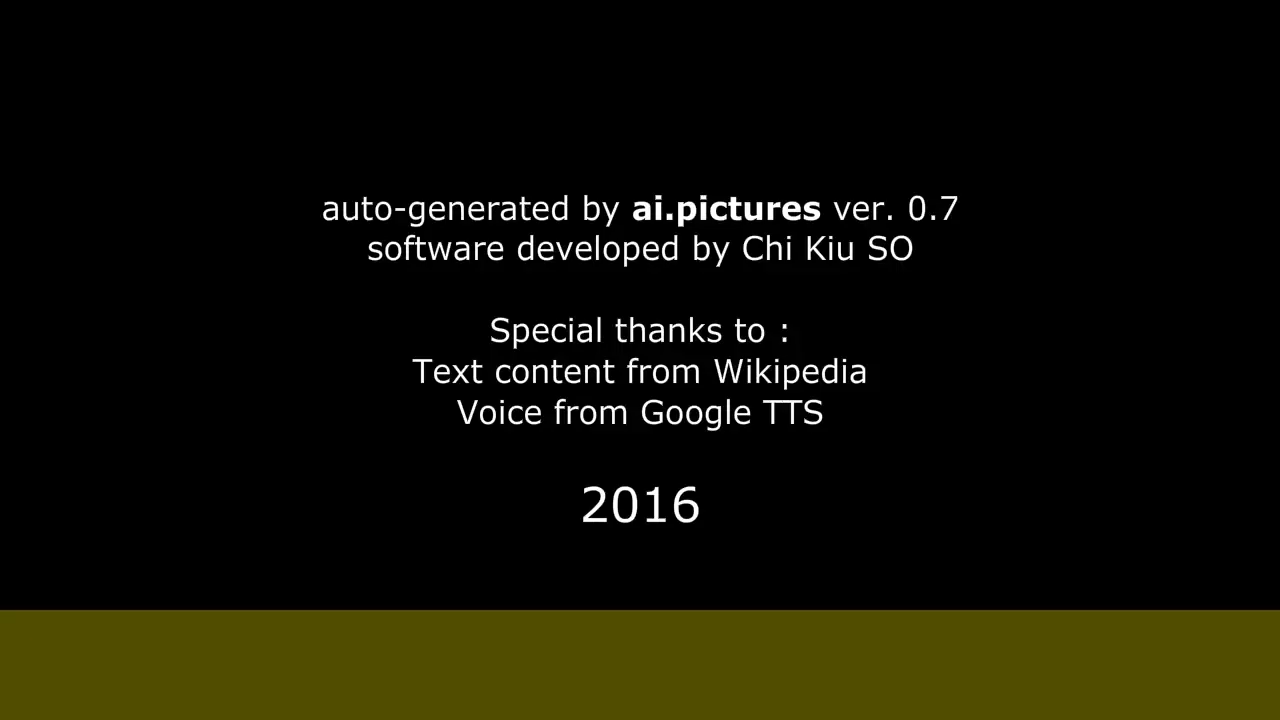 auto-generated by ai.pictures ver. 0.7
software developed by Chi Kiu SO
Special thanks to :
Text content from Wikipedia
Voice from Google TTS
2016